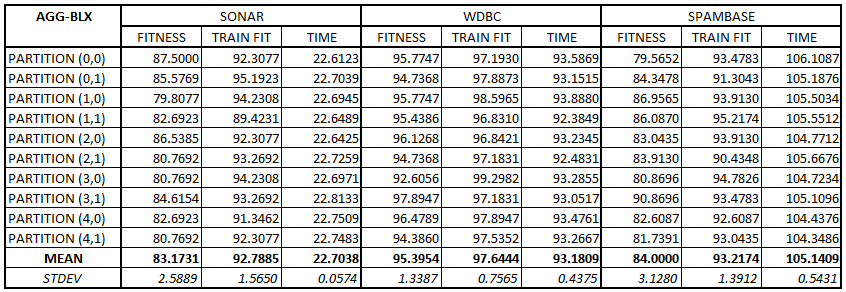 AGG-BLX SONAR WDBC SPAMBASE
FITNESS TRAIN FIT TIME FITNESS TRAIN FIT TIME FITNESS TRAIN FIT TIME
PARTITION (0,0) 87.5000 92.3077 22.6123 95.7747 97.1930 93.5869 79.5652 93.4783 106.1087
PARTITION (0,1) 85.5769 95.1923 22.7039 94.7368 97.8873 93.1515 84.3478 91.3043 105.1876
PARTITION (1,0) 79.8077 94.2308 22.6945 95.7747 98.5965 93.8880 86.9565 93.9130 105.5034
PARTITION (1,1) 82.6923 89.4231 22.6489 95.4386 96.8310 92.3849 86.0870 95.2174 105.5512
PARTITION (2,0) 86.5385 92.3077 22.6425 96.1268 96.8421 93.2345 83.0435 93.9130 104.7712
PARTITION (2,1) 80.7692 93.2692 22.7259 94.7368 97.1831 92.4831 83.9130 90.4348 105.6676
PARTITION (3,0) 80.7692 94.2308 22.6971 92.6056 99.2982 93.2855 80.8696 94.7826 104.7234
PARTITION (3,1) 84.6154 93.2692 22.8133 97.8947 97.1831 93.0517 90.8696 93.4783 105.1096
PARTITION (4,0) 82.6923 91.3462 22.7509 96.4789 97.8947 93.4761 82.6087 92.6087 104.4376
PARTITION (4,1) 80.7692 92.3077 22.7483 94.3860 97.5352 93.2667 81.7391 93.0435 104.3486
MEAN 83.1731 92.7885 22.7038 95.3954 97.6444 93.1809 84.0000 93.2174 105.1409
STDEV 2.5889 1.5650 0.0574 1.3387 0.7565 0.4375 3.1280 1.3912 0.5431